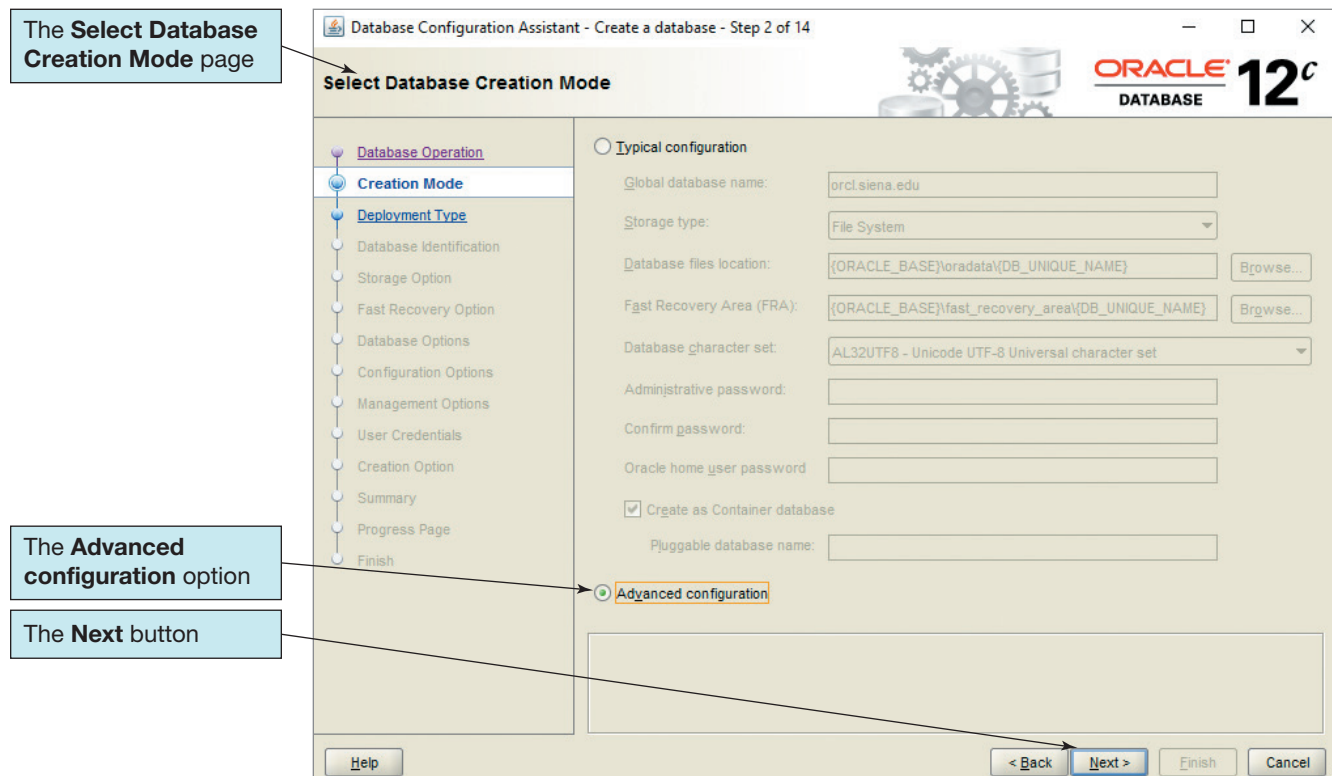 The Select Database
Creation Mode page
The Advanced
configuration option
The Next button
Database Configuration Assistant - Create a database - Step 2 of 14
Select Database Creation Mode
ORACLE
DATABASE
12c
Database Operation
Creation Mode
Deployment Type
Database Identification
Storage Option
Fast Recovery Option
Database Options
Configuration Options
Management Options
User Credentials
Creation Option
Summary
Progress Page
Finish
Typical configuration
Global database name: orcl.siena.edu
Storage type: File System
Database files location: {ORACLE_BASE}\oradata\{DB_UNIQUE_NAME} Browse...
Fast Recovery Area (FRA): {ORACLE_BASE}\fast_recovery_area\{DB_UNIQUE_NAME} Browse...
Database character set: AL32UTF8 - Unicode UTF-8 Universal character set
Administrative password:
Confirm password:
Oracle home user password
Create as Container database
Pluggable database name:
Advanced configuration
Help < Back Next > Finish Cancel